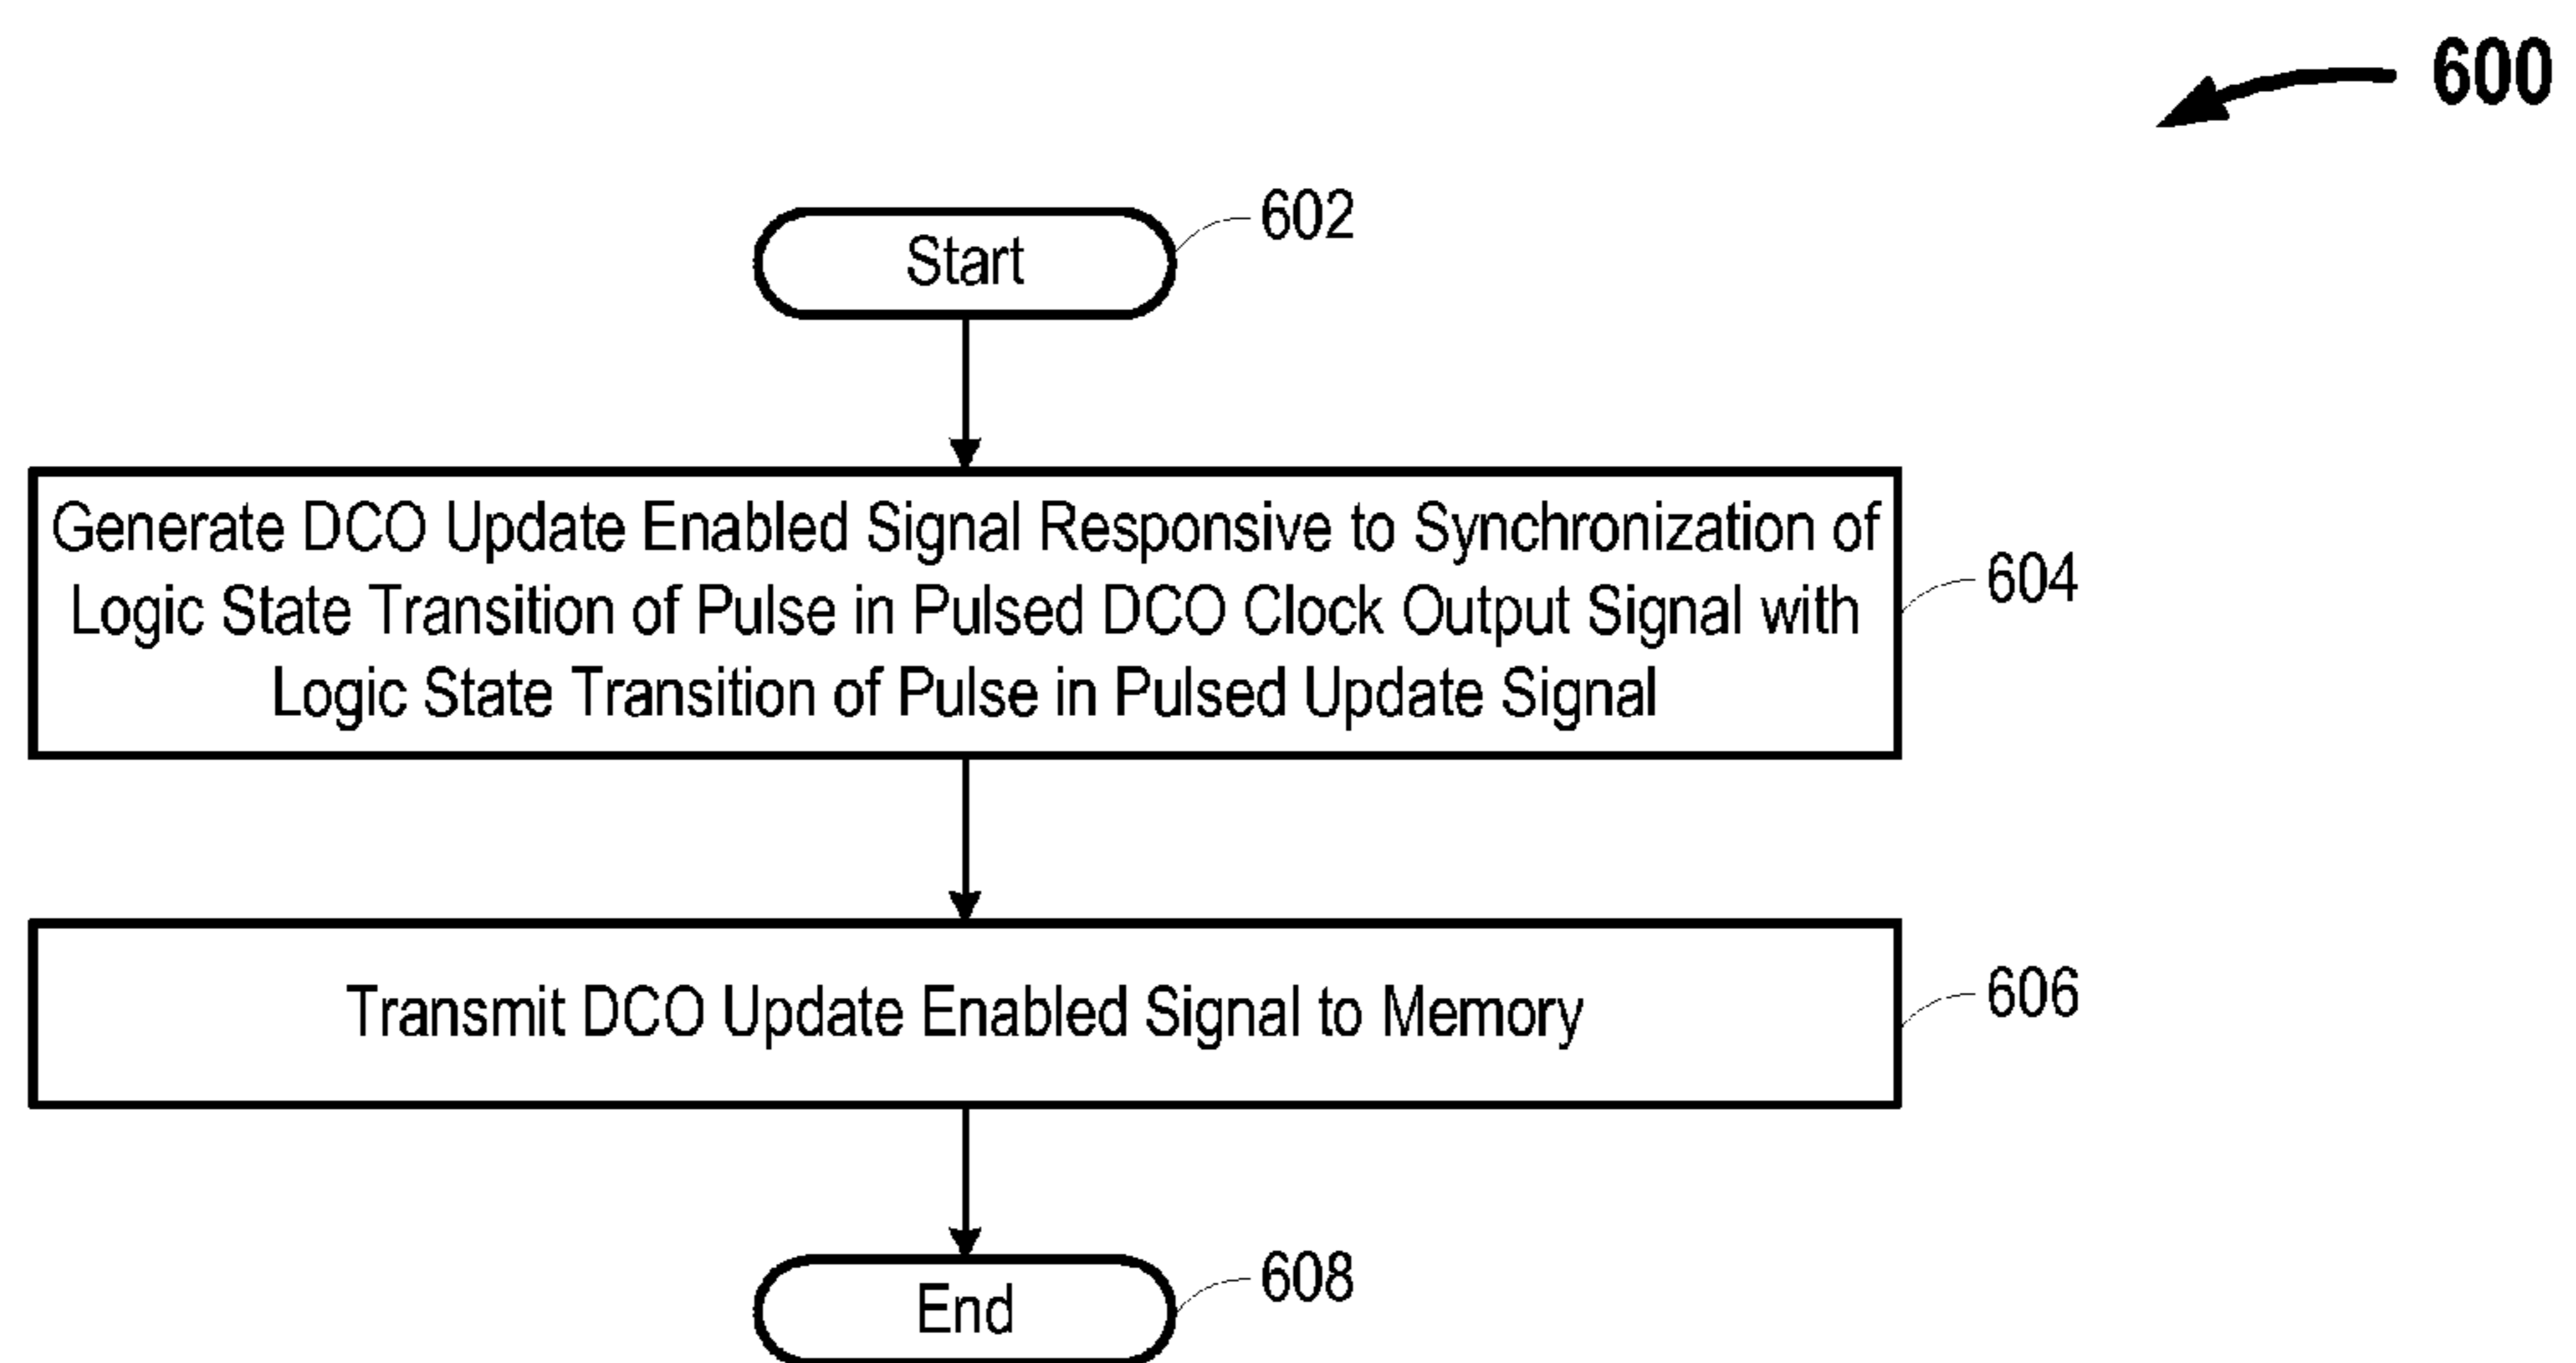 600
602
Start
Generate DCO Update Enabled Signal Responsive to Synchronization of
Logic State Transition of Pulse in Pulsed DCO Clock Output Signal with
Logic State Transition of Pulse in Pulsed Update Signal
604
Transmit DCO Update Enabled Signal to Memory
606
End
608